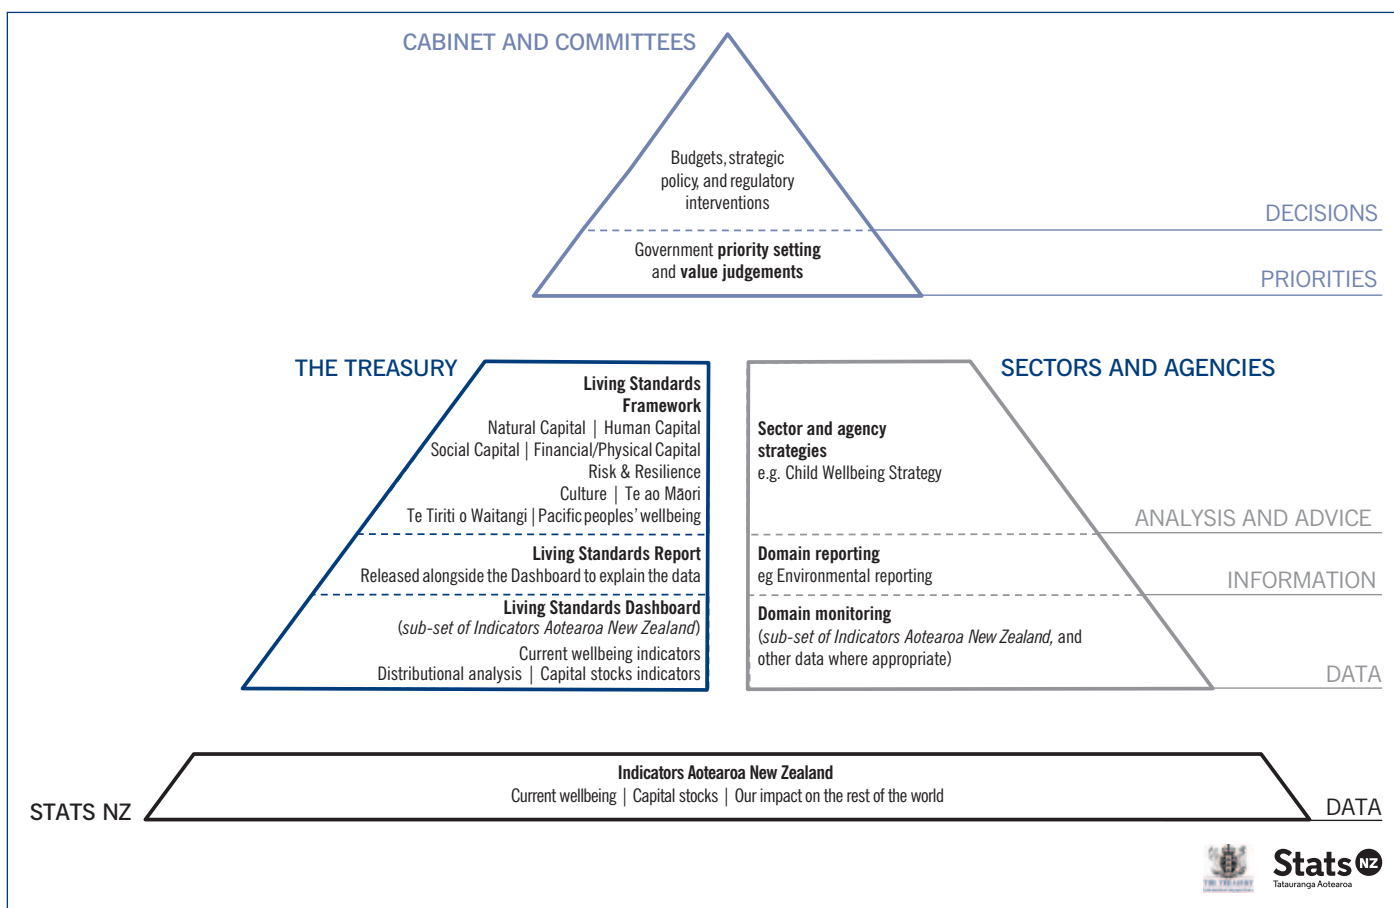 CABINET AND COMMITTEES
Budgets, strategic
policy, and regulatory
interventions
DECISIONS
Government priority setting
and value judgements
PRIORITIES
THE TREASURY
Living Standards
Framework
Natural Capital | Human Capital
Social Capital | Financial/Physical Capital
Risk & Resilience
Culture | Te ao Māori
Te Tiriti o Waitangi | Pacific peoples' wellbeing
Living Standards Report
Released alongside the Dashboard to explain the data
Living Standards Dashboard
(sub-set of Indicators Aotearoa New Zealand)
Current wellbeing indicators
Distributional analysis | Capital stocks indicators
SECTORS AND AGENCIES
Sector and agency
strategies
e.g. Child Wellbeing Strategy
ANALYSIS AND ADVICE
Domain reporting
eg Environmental reporting
INFORMATION
Domain monitoring
(sub-set of Indicators Aotearoa New Zealand, and
other data where appropriate)
DATA
Indicators Aotearoa New Zealand
Current wellbeing | Capital stocks | Our impact on the rest of the world
STATS NZ
DATA
THE TREASURY
Stats NZ
Tatauranga Aotearoa